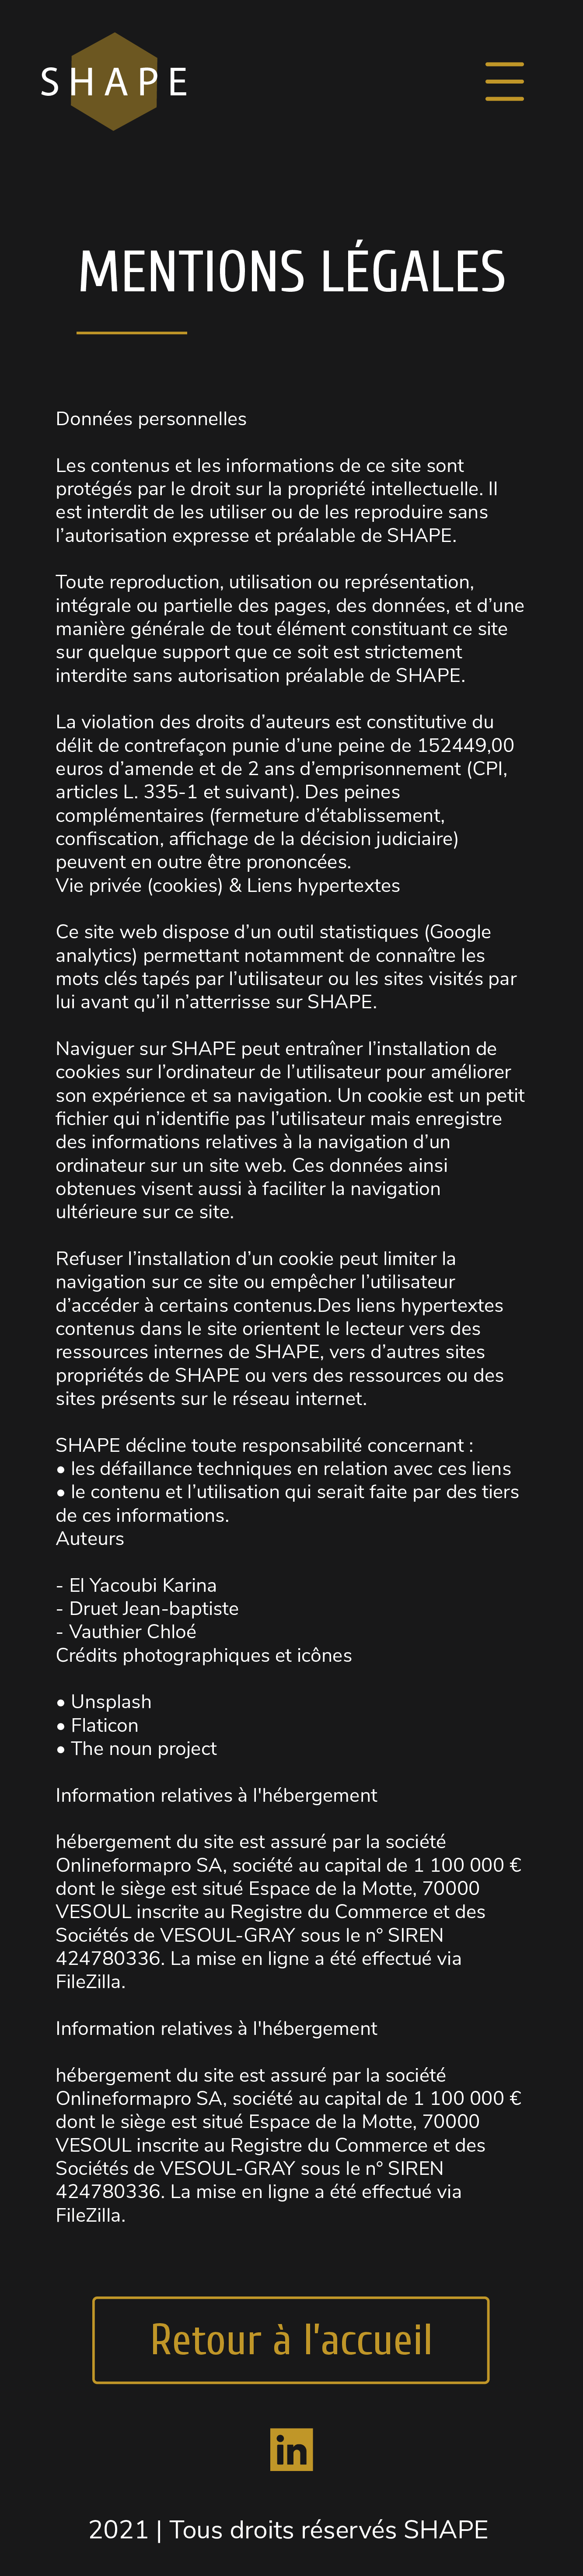 SHAPE
MENTIONS LÉGALES
Données personnelles
Les contenus et les informations de ce site sont
protégés par le droit sur la propriété intellectuelle. Il
est interdit de les utiliser ou de les reproduire sans
l’autorisation expresse et préalable de SHAPE.
Toute reproduction, utilisation ou représentation,
intégrale ou partielle des pages, des données, et d’une
manière générale de tout élément constituant ce site
sur quelque support que ce soit est strictement
interdite sans autorisation préalable de SHAPE.
La violation des droits d’auteurs est constitutive du
délit de contrefaçon punie d’une peine de 152449,00
euros d’amende et de 2 ans d’emprisonnement (CPI,
articles L. 335-1 et suivant). Des peines
complémentaires (fermeture d’établissement,
confiscation, affichage de la décision judiciaire)
peuvent en outre être prononcées.
Vie privée (cookies) & Liens hypertextes
Ce site web dispose d’un outil statistiques (Google
analytics) permettant notamment de connaître les
mots clés tapés par l’utilisateur ou les sites visités par
lui avant qu’il n’atterrisse sur SHAPE.
Naviguer sur SHAPE peut entraîner l’installation de
cookies sur l’ordinateur de l’utilisateur pour améliorer
son expérience et sa navigation. Un cookie est un petit
fichier qui n’identifie pas l’utilisateur mais enregistre
des informations relatives à la navigation d’un
ordinateur sur un site web. Ces données ainsi
obtenues visent aussi à faciliter la navigation
ultérieure sur ce site.
Refuser l’installation d’un cookie peut limiter la
navigation sur ce site ou empêcher l’utilisateur
d’accéder à certains contenus.Des liens hypertextes
contenus dans le site orientent le lecteur vers des
ressources internes de SHAPE, vers d’autres sites
propriétés de SHAPE ou vers des ressources ou des
sites présents sur le réseau internet.
SHAPE décline toute responsabilité concernant :
• les défaillance techniques en relation avec ces liens
• le contenu et l’utilisation qui serait faite par des tiers
de ces informations.
Auteurs
- El Yacoubi Karina
- Druet Jean-baptiste
- Vauthier Chloé
Crédits photographiques et icônes
• Unsplash
• Flaticon
• The noun project
Information relatives à l'hébergement
hébergement du site est assuré par la société
Onlineformapro SA, société au capital de 1 100 000 €
dont le siège est situé Espace de la Motte, 70000
VESOUL inscrite au Registre du Commerce et des
Sociétés de VESOUL-GRAY sous le n° SIREN
424780336. La mise en ligne a été effectué via
FileZilla.
Information relatives à l'hébergement
hébergement du site est assuré par la société
Onlineformapro SA, société au capital de 1 100 000 €
dont le siège est situé Espace de la Motte, 70000
VESOUL inscrite au Registre du Commerce et des
Sociétés de VESOUL-GRAY sous le n° SIREN
424780336. La mise en ligne a été effectué via
FileZilla.
Retour à l’accueil
in
2021 | Tous droits réservés SHAPE